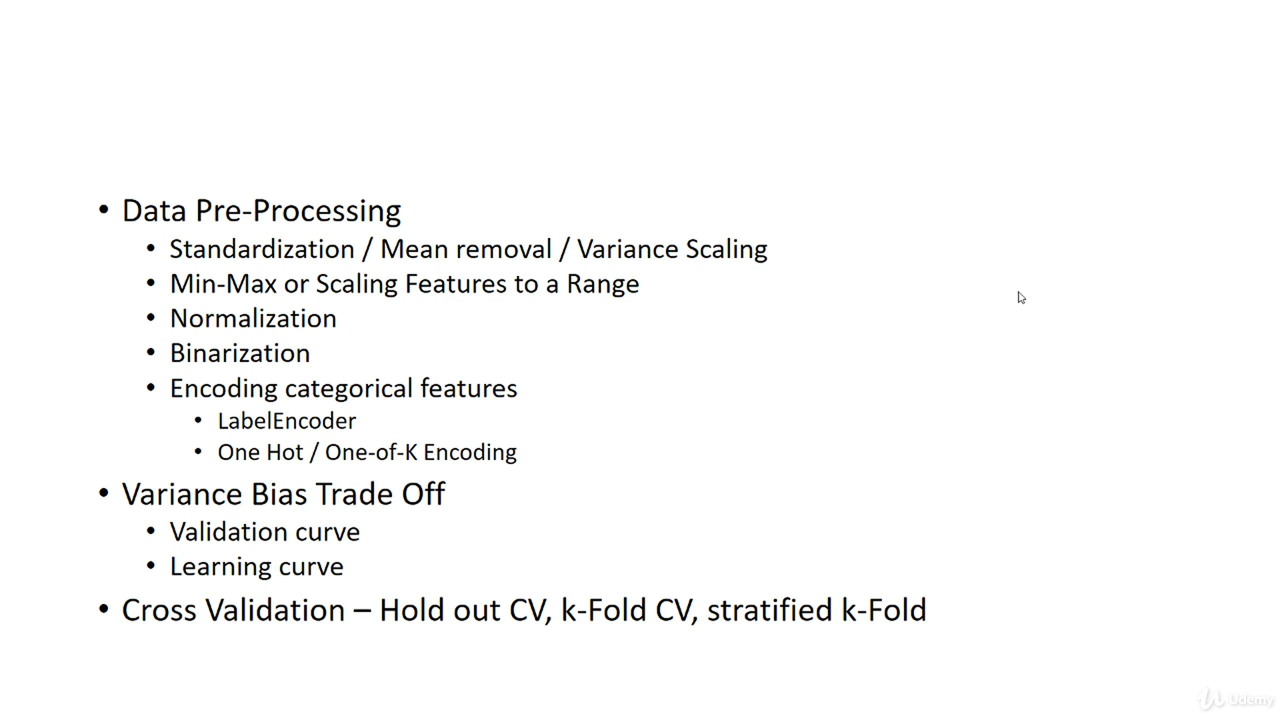 • Data Pre-Processing
• Standardization / Mean removal / Variance Scaling
• Min-Max or Scaling Features to a Range
• Normalization
• Binarization
• Encoding categorical features
• LabelEncoder
• One Hot / One-of-K Encoding
• Variance Bias Trade Off
• Validation curve
• Learning curve
• Cross Validation – Hold out CV, k-Fold CV, stratified k-Fold
Udemy